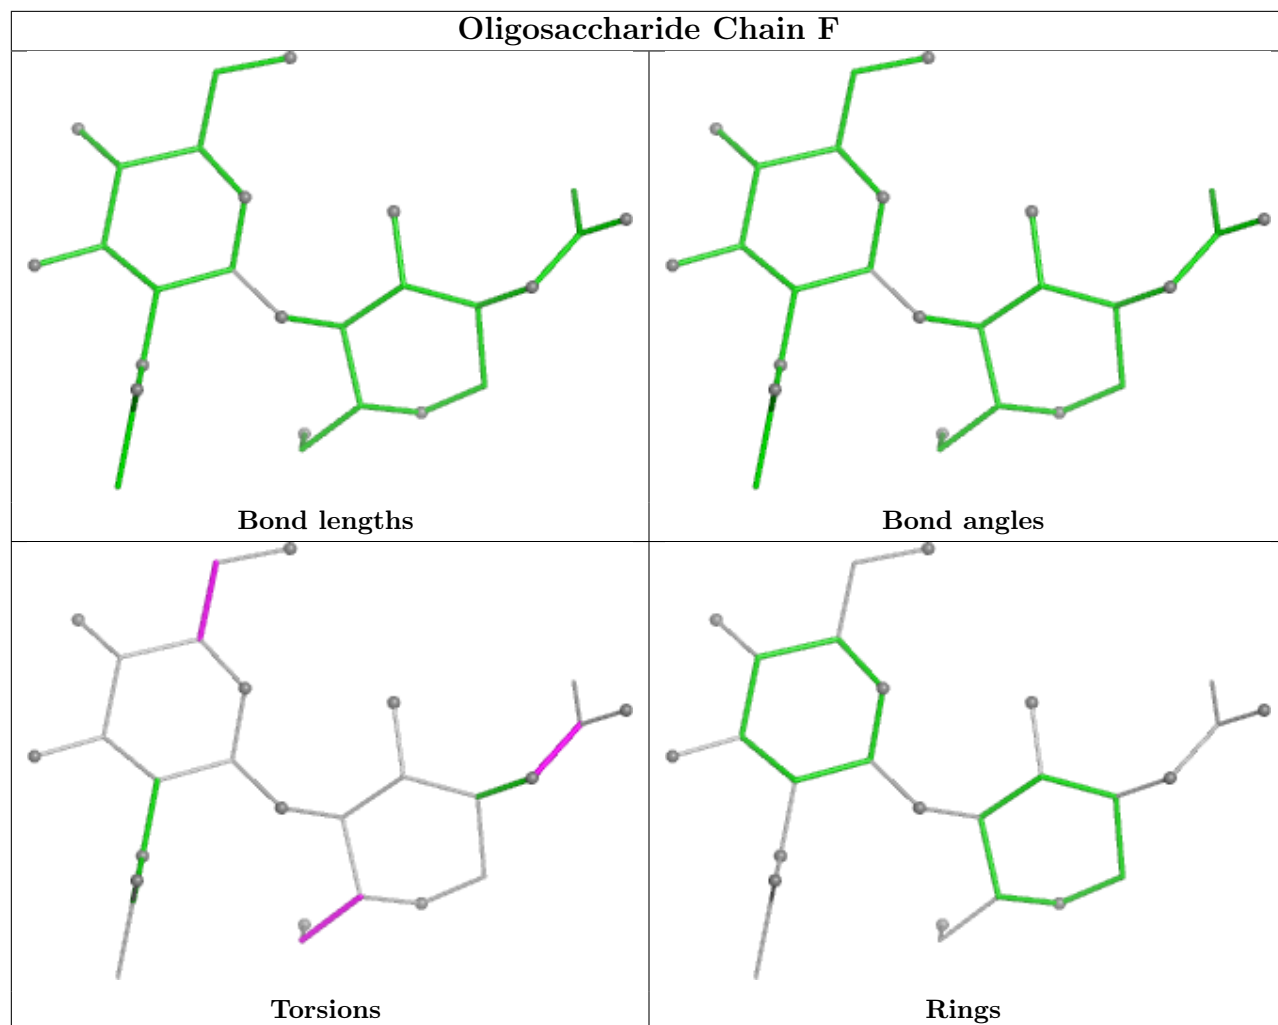 Oligosaccharide Chain F
Bond lengths
Bond angles
Torsions
Rings